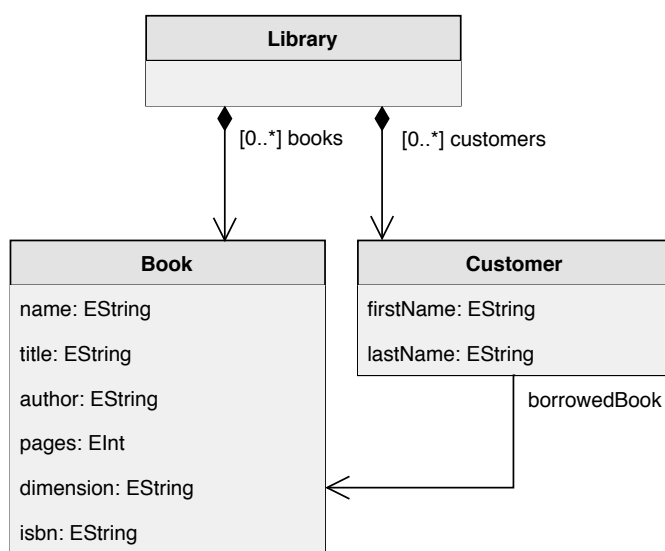 Library
[0..*] books
[0..*] customers
Book
name: EString
title: EString
author: EString
pages: EInt
dimension: EString
isbn: EString
Customer
firstName: EString
lastName: EString
borrowedBook